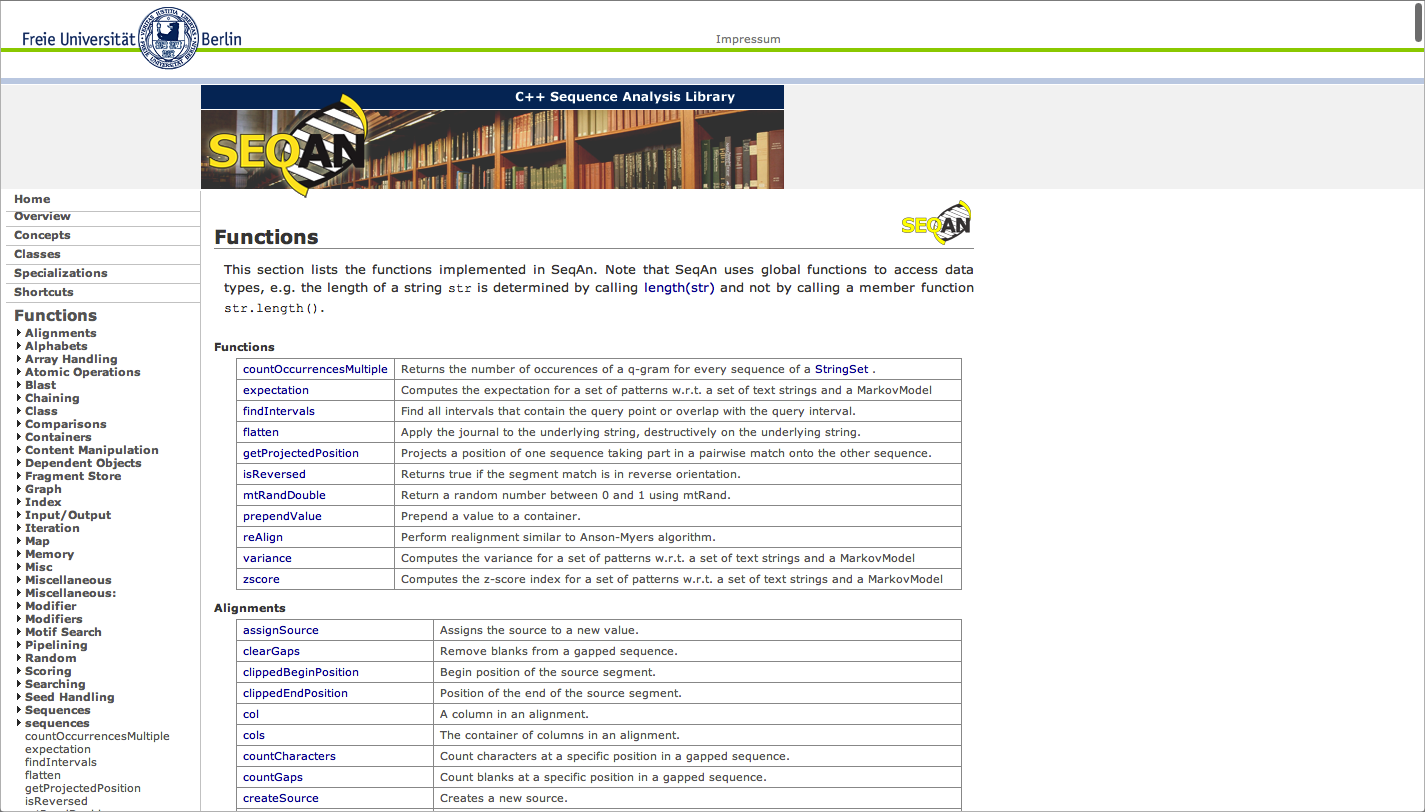 Freie Universität Berlin
Impressum
C++ Sequence Analysis Library
SEQAN
Home
Overview
Concepts
Classes
Specializations
Shortcuts
Functions
Alignments
Alphabets
Array Handling
Atomic Operations
Blast
Chaining
Class
Comparisons
Containers
Content Manipulation
Dependent Objects
Fragment Store
Graph
Index
Input/Output
Iteration
Map
Memory
Misc
Miscellaneous
Miscellaneous:
Modifier
Modifiers
Motif Search
Pipelining
Random
Scoring
Searching
Seed Handling
Sequences
sequences
countOccurrencesMultiple
expectation
findIntervals
flatten
getProjectedPosition
isReversed
SEQAN
Functions
This section lists the functions implemented in SeqAn. Note that SeqAn uses global functions to access data
types, e.g. the length of a string str is determined by calling length(str) and not by calling a member function
str.length().
Functions
countOccurrencesMultiple Returns the number of occurences of a q-gram for every sequence of a StringSet .
expectation Computes the expectation for a set of patterns w.r.t. a set of text strings and a MarkovModel
findIntervals Find all intervals that contain the query point or overlap with the query interval.
flatten Apply the journal to the underlying string, destructively on the underlying string.
getProjectedPosition Projects a position of one sequence taking part in a pairwise match onto the other sequence.
isReversed Returns true if the segment match is in reverse orientation.
mtRandDouble Return a random number between 0 and 1 using mtRand.
prependValue Prepend a value to a container.
reAlign Perform realignment similar to Anson-Myers algorithm.
variance Computes the variance for a set of patterns w.r.t. a set of text strings and a MarkovModel
zscore Computes the z-score index for a set of patterns w.r.t. a set of text strings and a MarkovModel
Alignments
assignSource Assigns the source to a new value.
clearGaps Remove blanks from a gapped sequence.
clippedBeginPosition Begin position of the source segment.
clippedEndPosition Position of the end of the source segment.
col A column in an alignment.
cols The container of columns in an alignment.
countCharacters Count characters at a specific position in a gapped sequence.
countGaps Count blanks at a specific position in a gapped sequence.
createSource Creates a new source.